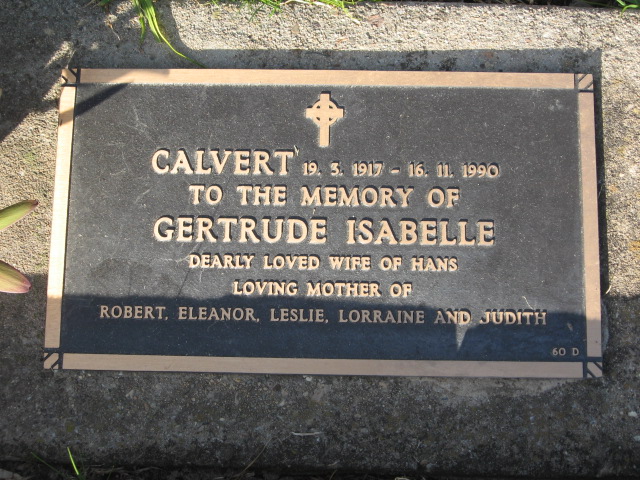 CALVERT 19. 5. 1917 - 16. 11. 1990
TO THE MEMORY OF
GERTRUDE ISABELLE
DEARLY LOVED WIFE OF HANS
LOVING MOTHER OF
ROBERT, ELEANOR, LESLIE, LORRAINE AND JUDITH
60 D